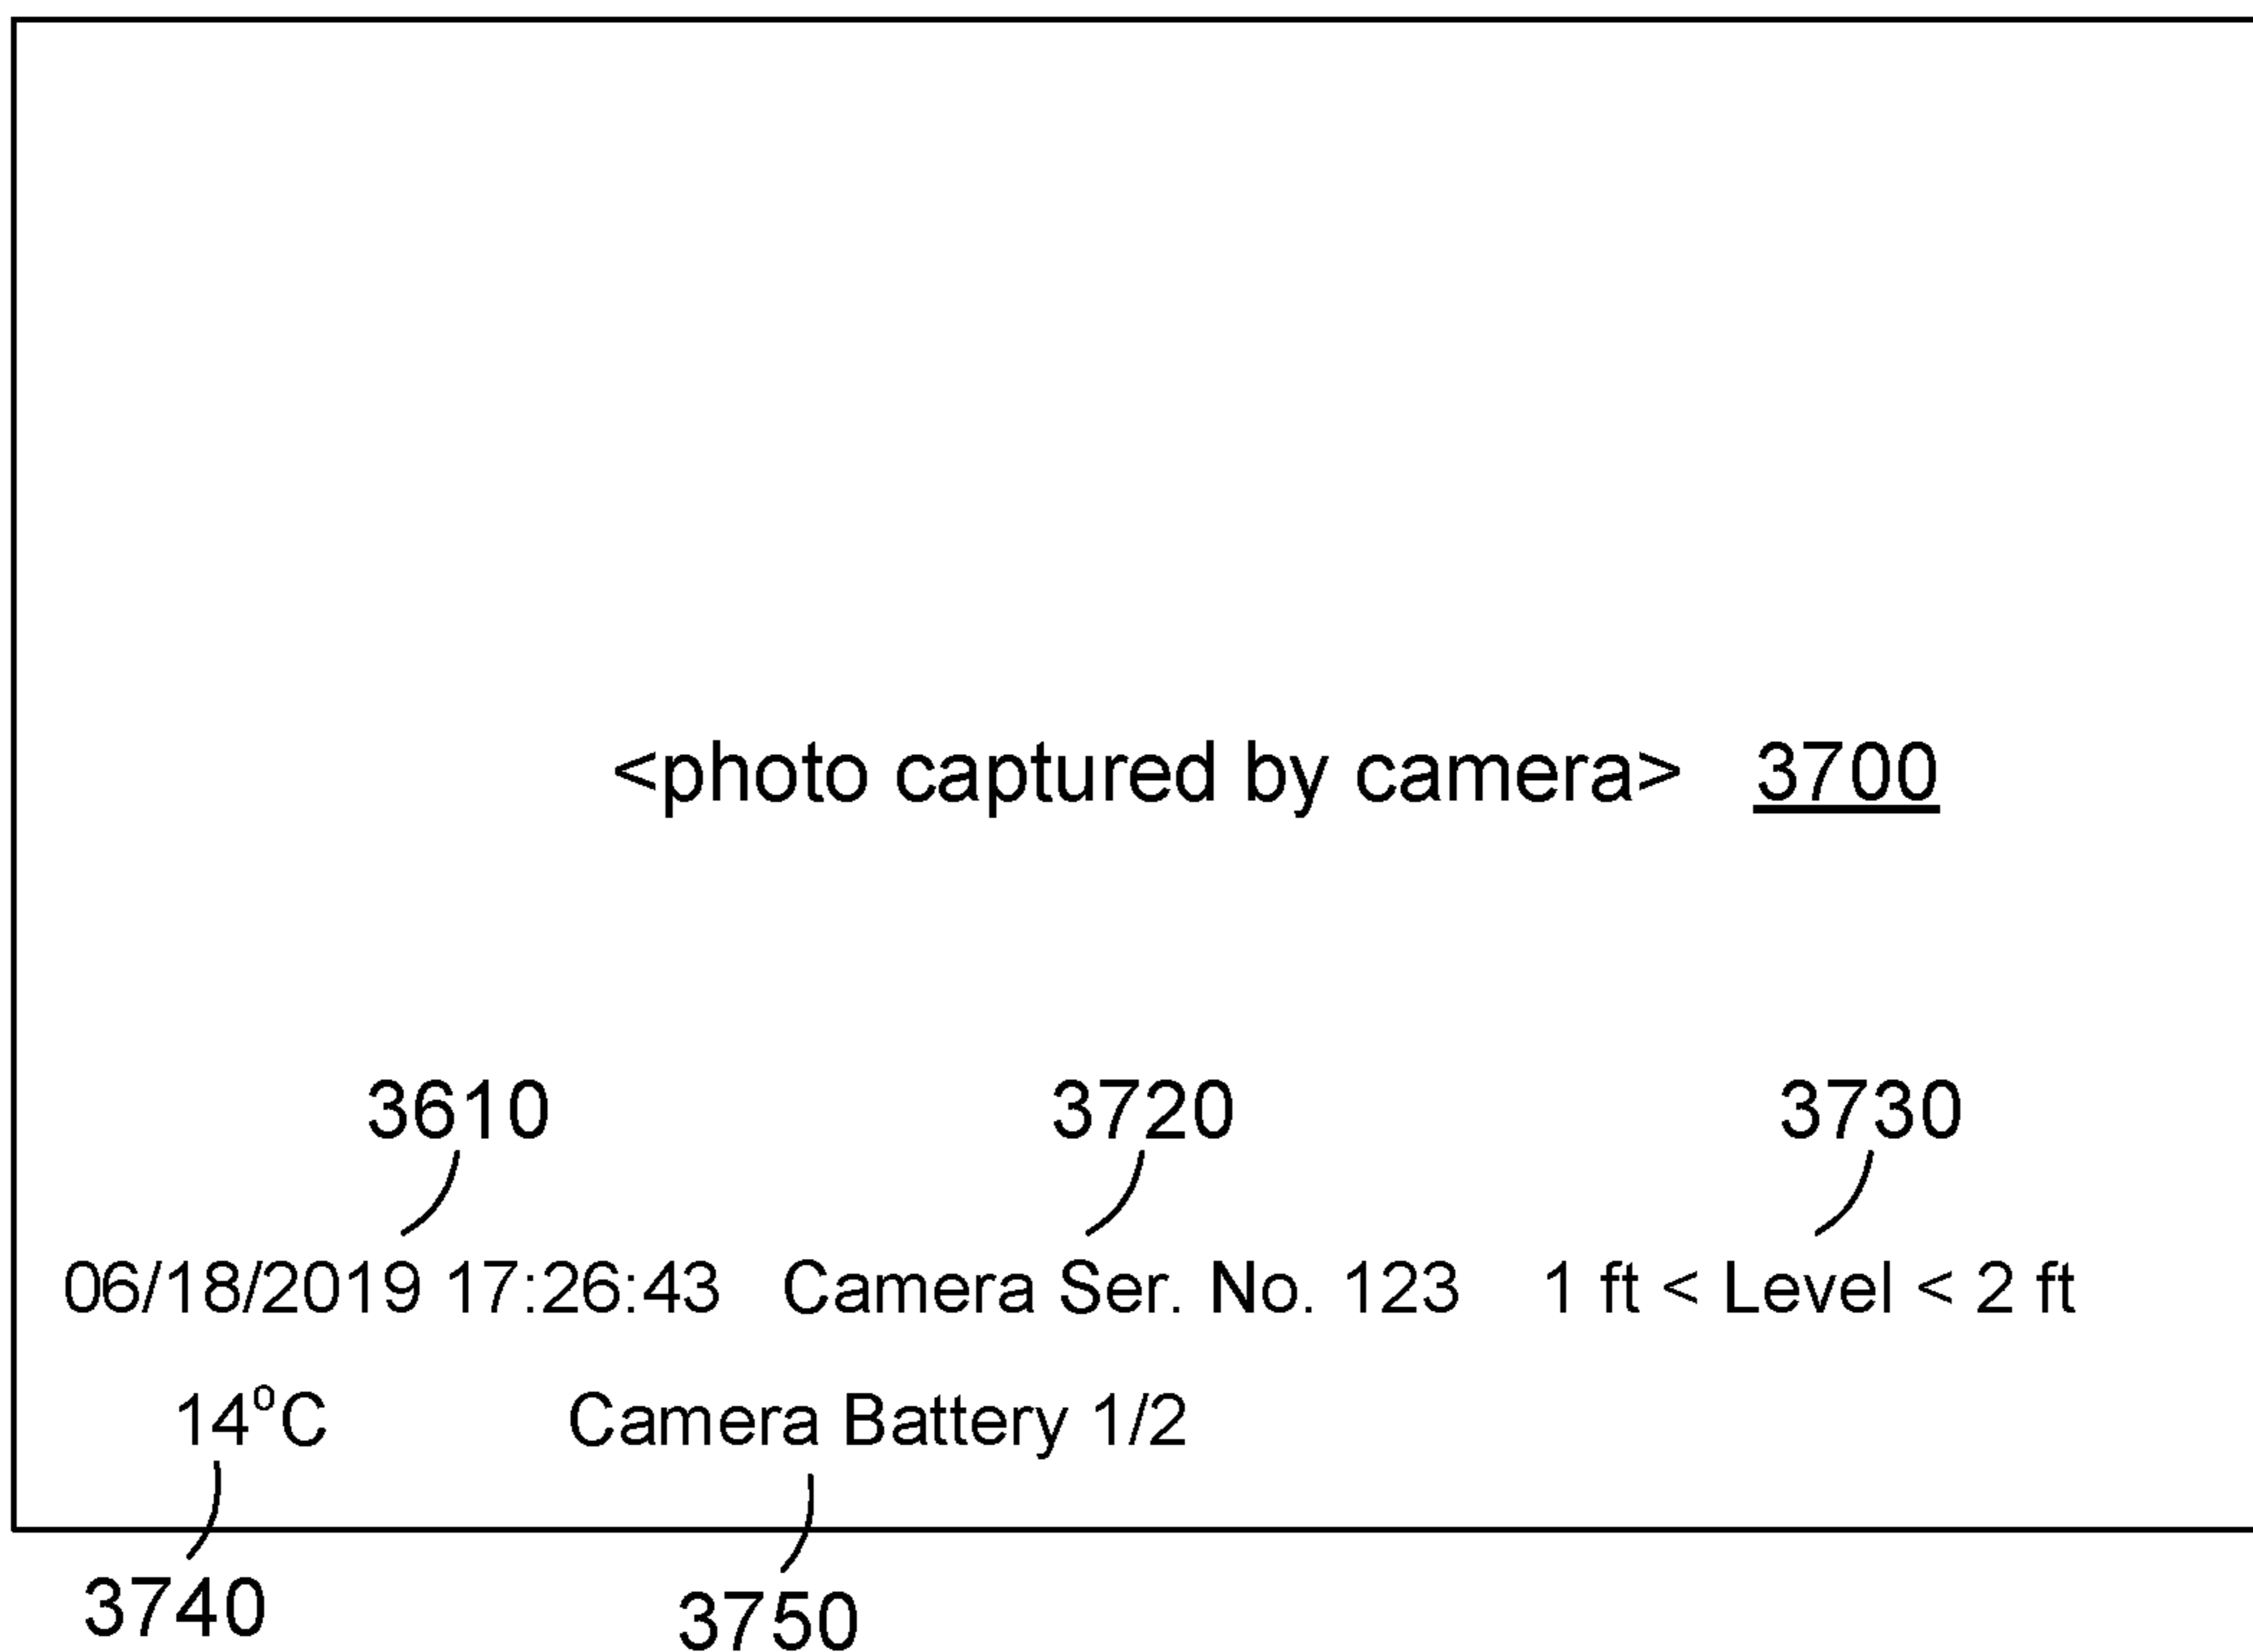 <photo captured by camera> 3700
3610 3720 3730
06/18/2019 17:26:43 Camera Ser. No. 123 1 ft < Level < 2 ft
14°C Camera Battery 1/2
3740 3750